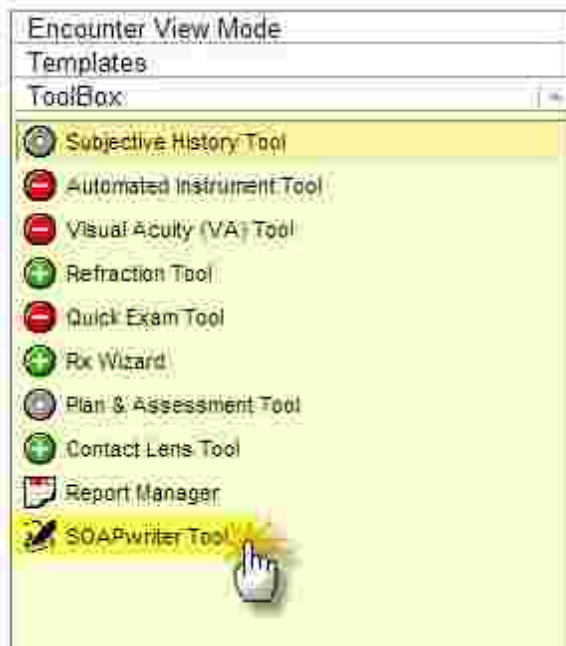 Encounter View Mode
Templates
ToolBox
Subjective History Tool
Automated Instrument Tool
Visual Acuity (VA) Tool
Refraction Tool
Quick Exam Tool
Rx Wizard
Plan & Assessment Tool
Contact Lens Tool
Report Manager
SOAPwriter Tool